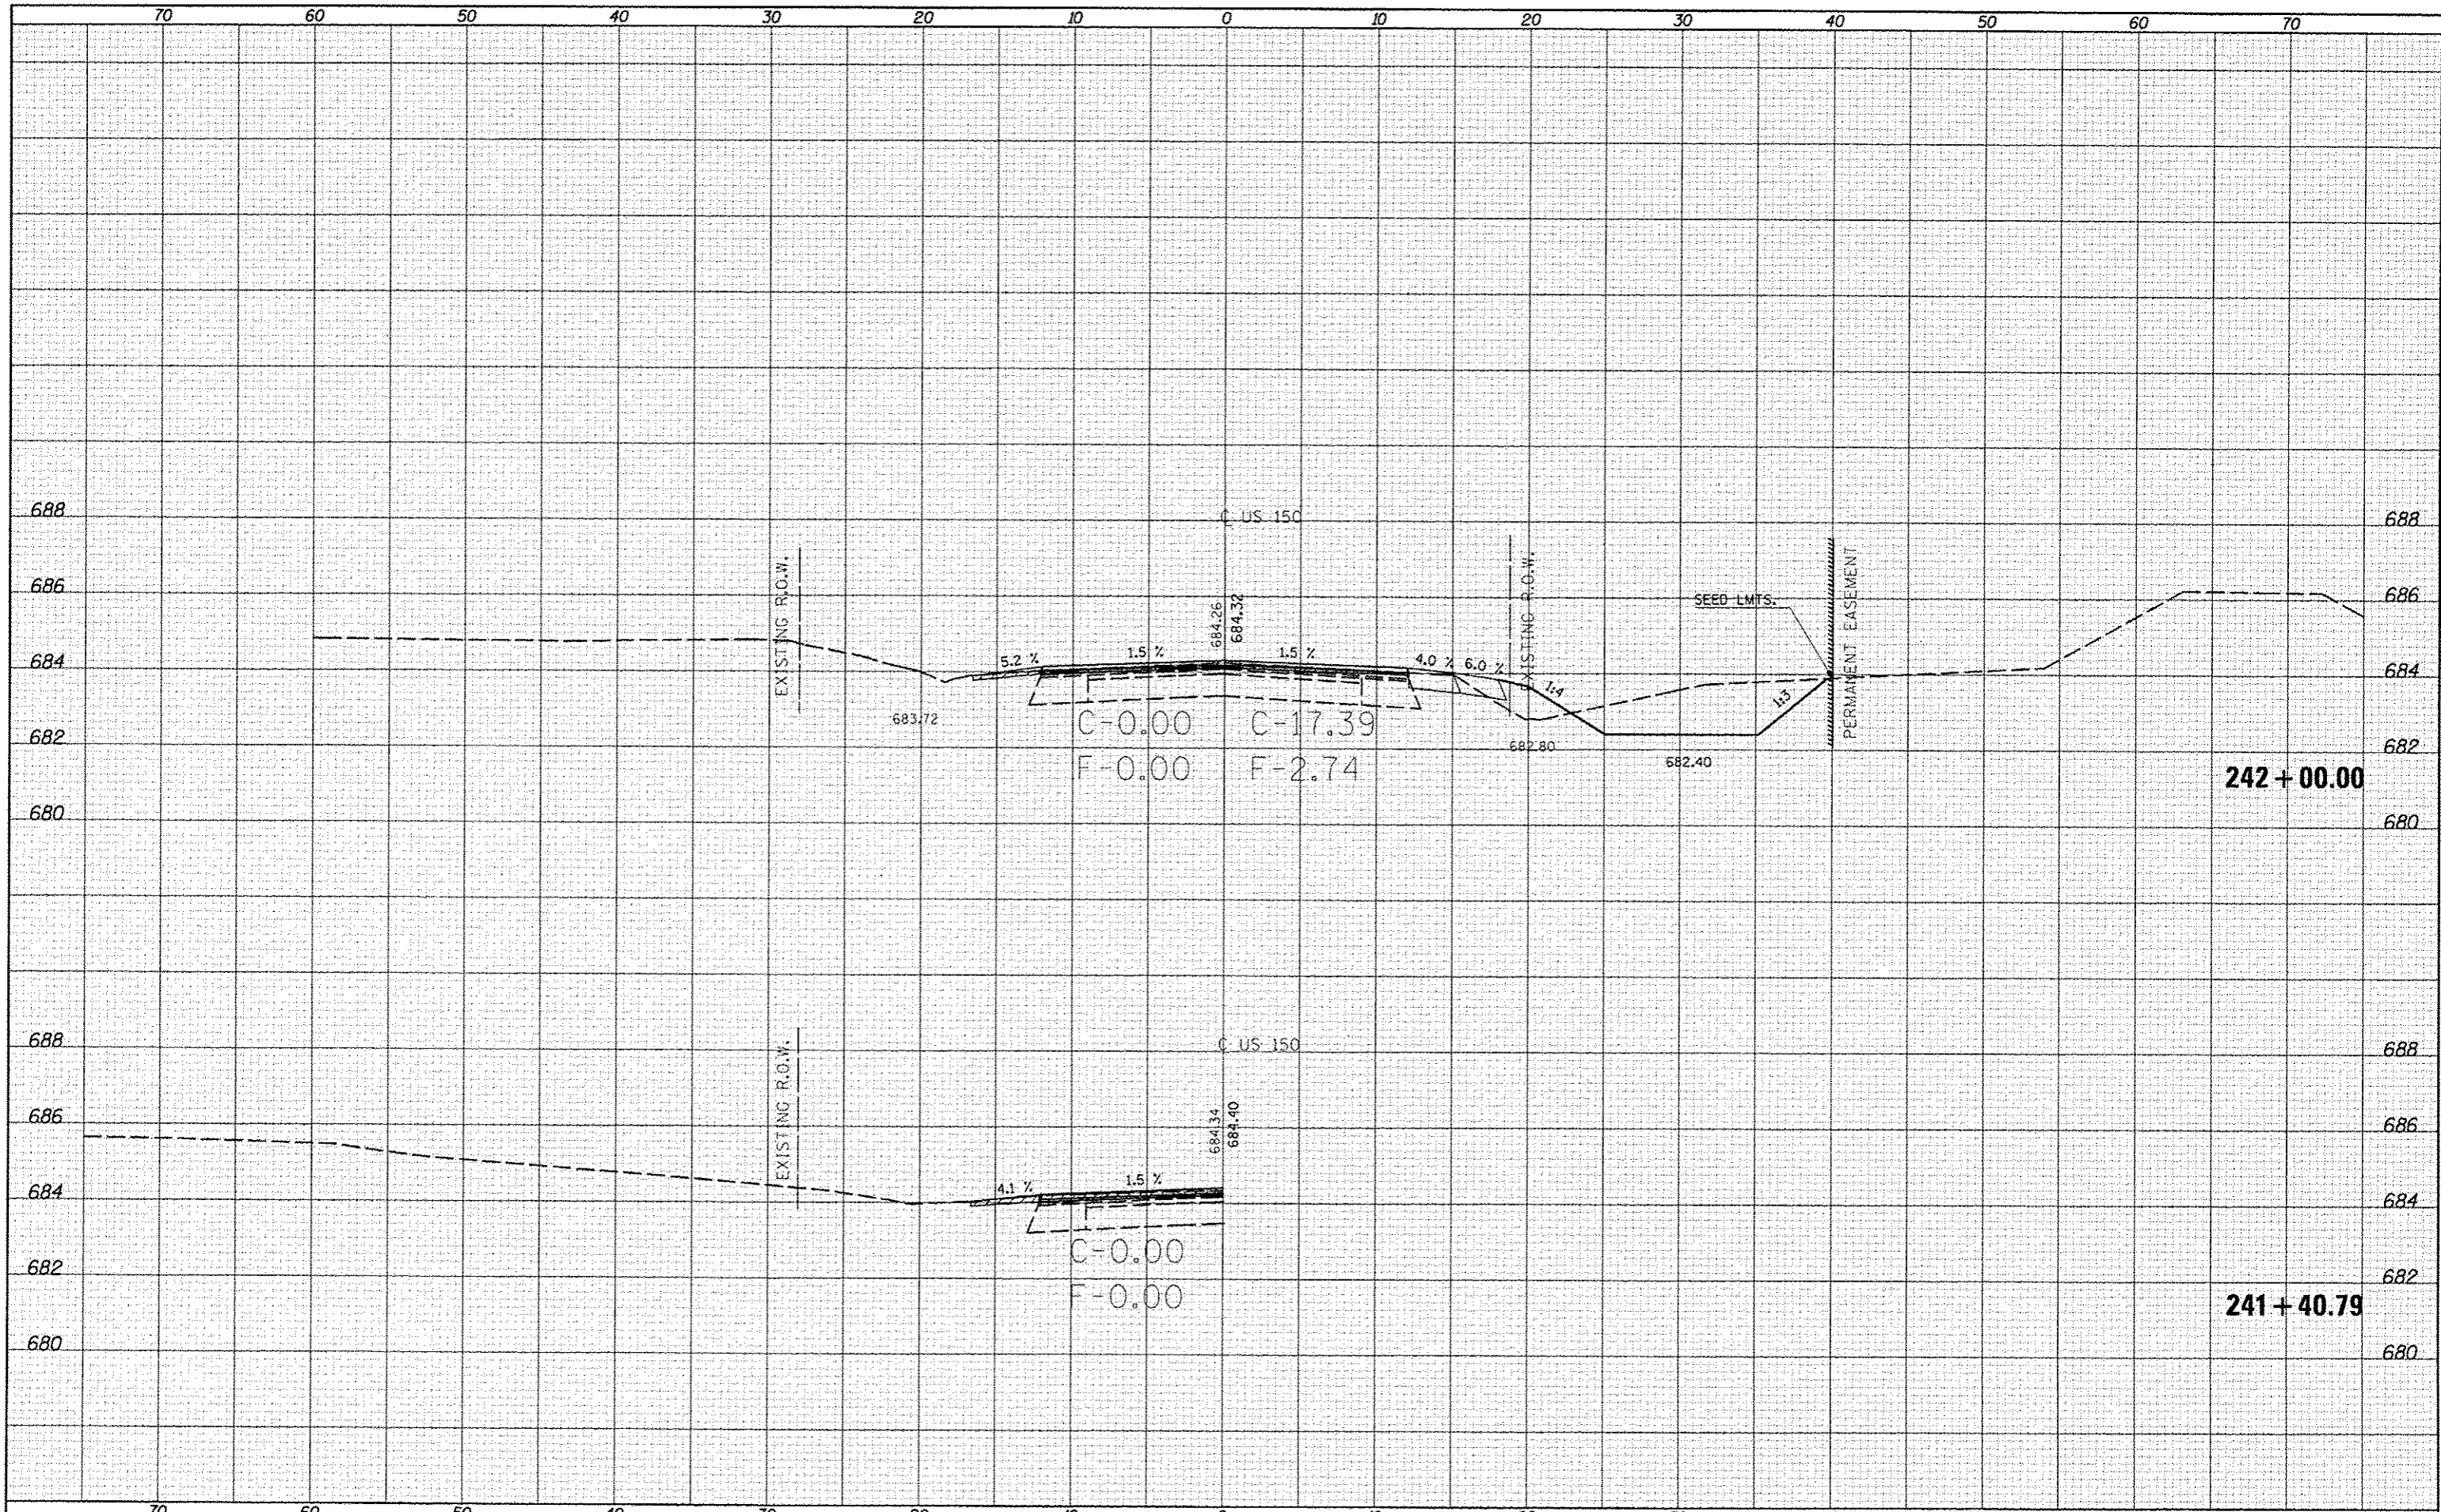 70 60 50 40 30 20 10 0 10 20 30 40 50 60 70
688 ℄ US 150 688
EXISTING R.O.W. EXISTING R.O.W. PERMANENT EASEMENT
686 684.26 684.32 SEED LMTS. 686
684 5.2 % 1.5 % 1.5 % 4.0 % 6.0 % 1:4 1:3 684
683.72 C-0.00 C-17.39
682 682.80 682.40 682
F-0.00 F-2.74
242+00.00
680 680
688 ℄ US 150 688
EXISTING R.O.W.
686 684.34 684.40 686
684 4.1 % 1.5 % 684
C-0.00
682 682
F-0.00
241+40.79
680 680